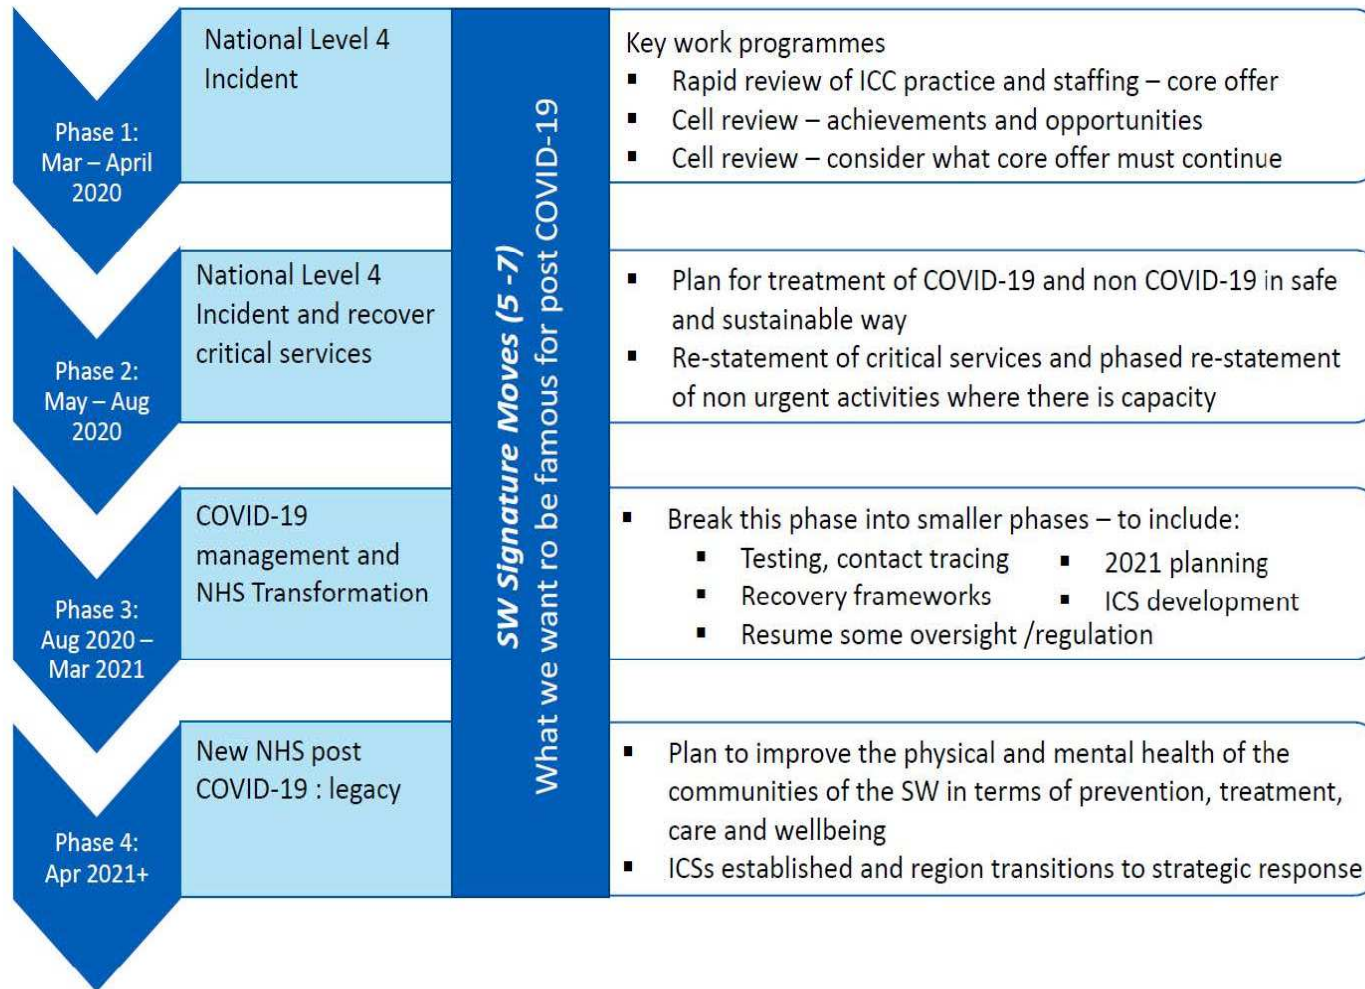 Phase 1:
Mar – April
2020
National Level 4
Incident
Key work programmes
▪ Rapid review of ICC practice and staffing – core offer
▪ Cell review – achievements and opportunities
▪ Cell review – consider what core offer must continue
SW Signature Moves (5 -7)
What we want ro be famous for post COVID-19
Phase 2:
May – Aug
2020
National Level 4
Incident and recover
critical services
▪ Plan for treatment of COVID-19 and non COVID-19 in safe
and sustainable way
▪ Re-statement of critical services and phased re-statement
of non urgent activities where there is capacity
Phase 3:
Aug 2020 –
Mar 2021
COVID-19
management and
NHS Transformation
▪ Break this phase into smaller phases – to include:
▪ Testing, contact tracing
▪ Recovery frameworks
▪ Resume some oversight /regulation
▪ 2021 planning
▪ ICS development
Phase 4:
Apr 2021+
New NHS post
COVID-19 : legacy
▪ Plan to improve the physical and mental health of the
communities of the SW in terms of prevention, treatment,
care and wellbeing
▪ ICSs established and region transitions to strategic response